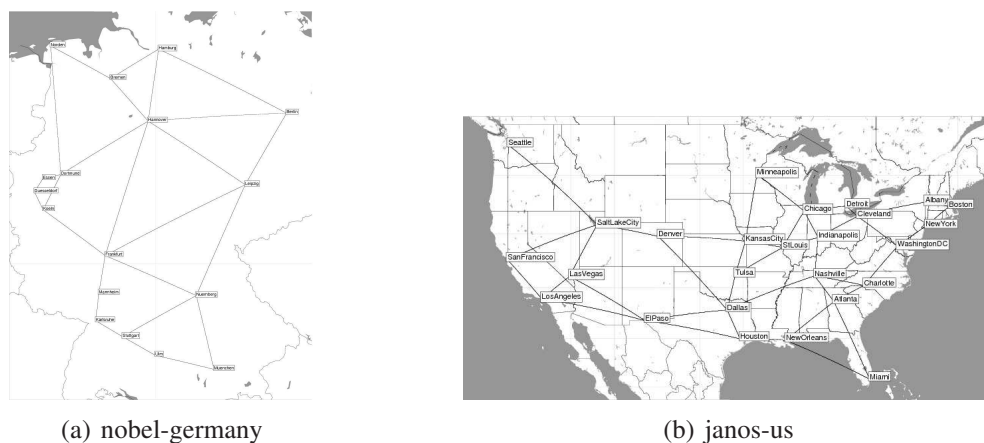 Norden
Hamburg
Bremen
Berlin
Hannover
Essen
Dortmund
Duesseldorf
Leipzig
Koeln
Frankfurt
Mannheim
Nuernberg
Karlsruhe
Stuttgart
Ulm
Muenchen
(a) nobel-germany
Seattle
Minneapolis
Chicago
Detroit
Albany
Boston
Cleveland
SaltLakeCity
NewYork
Denver
KansasCity
Indianapolis
StLouis
WashingtonDC
SanFrancisco
LasVegas
Tulsa
Nashville
Charlotte
LosAngeles
Dallas
Atlanta
ElPaso
Houston
NewOrleans
Miami
(b) janos-us